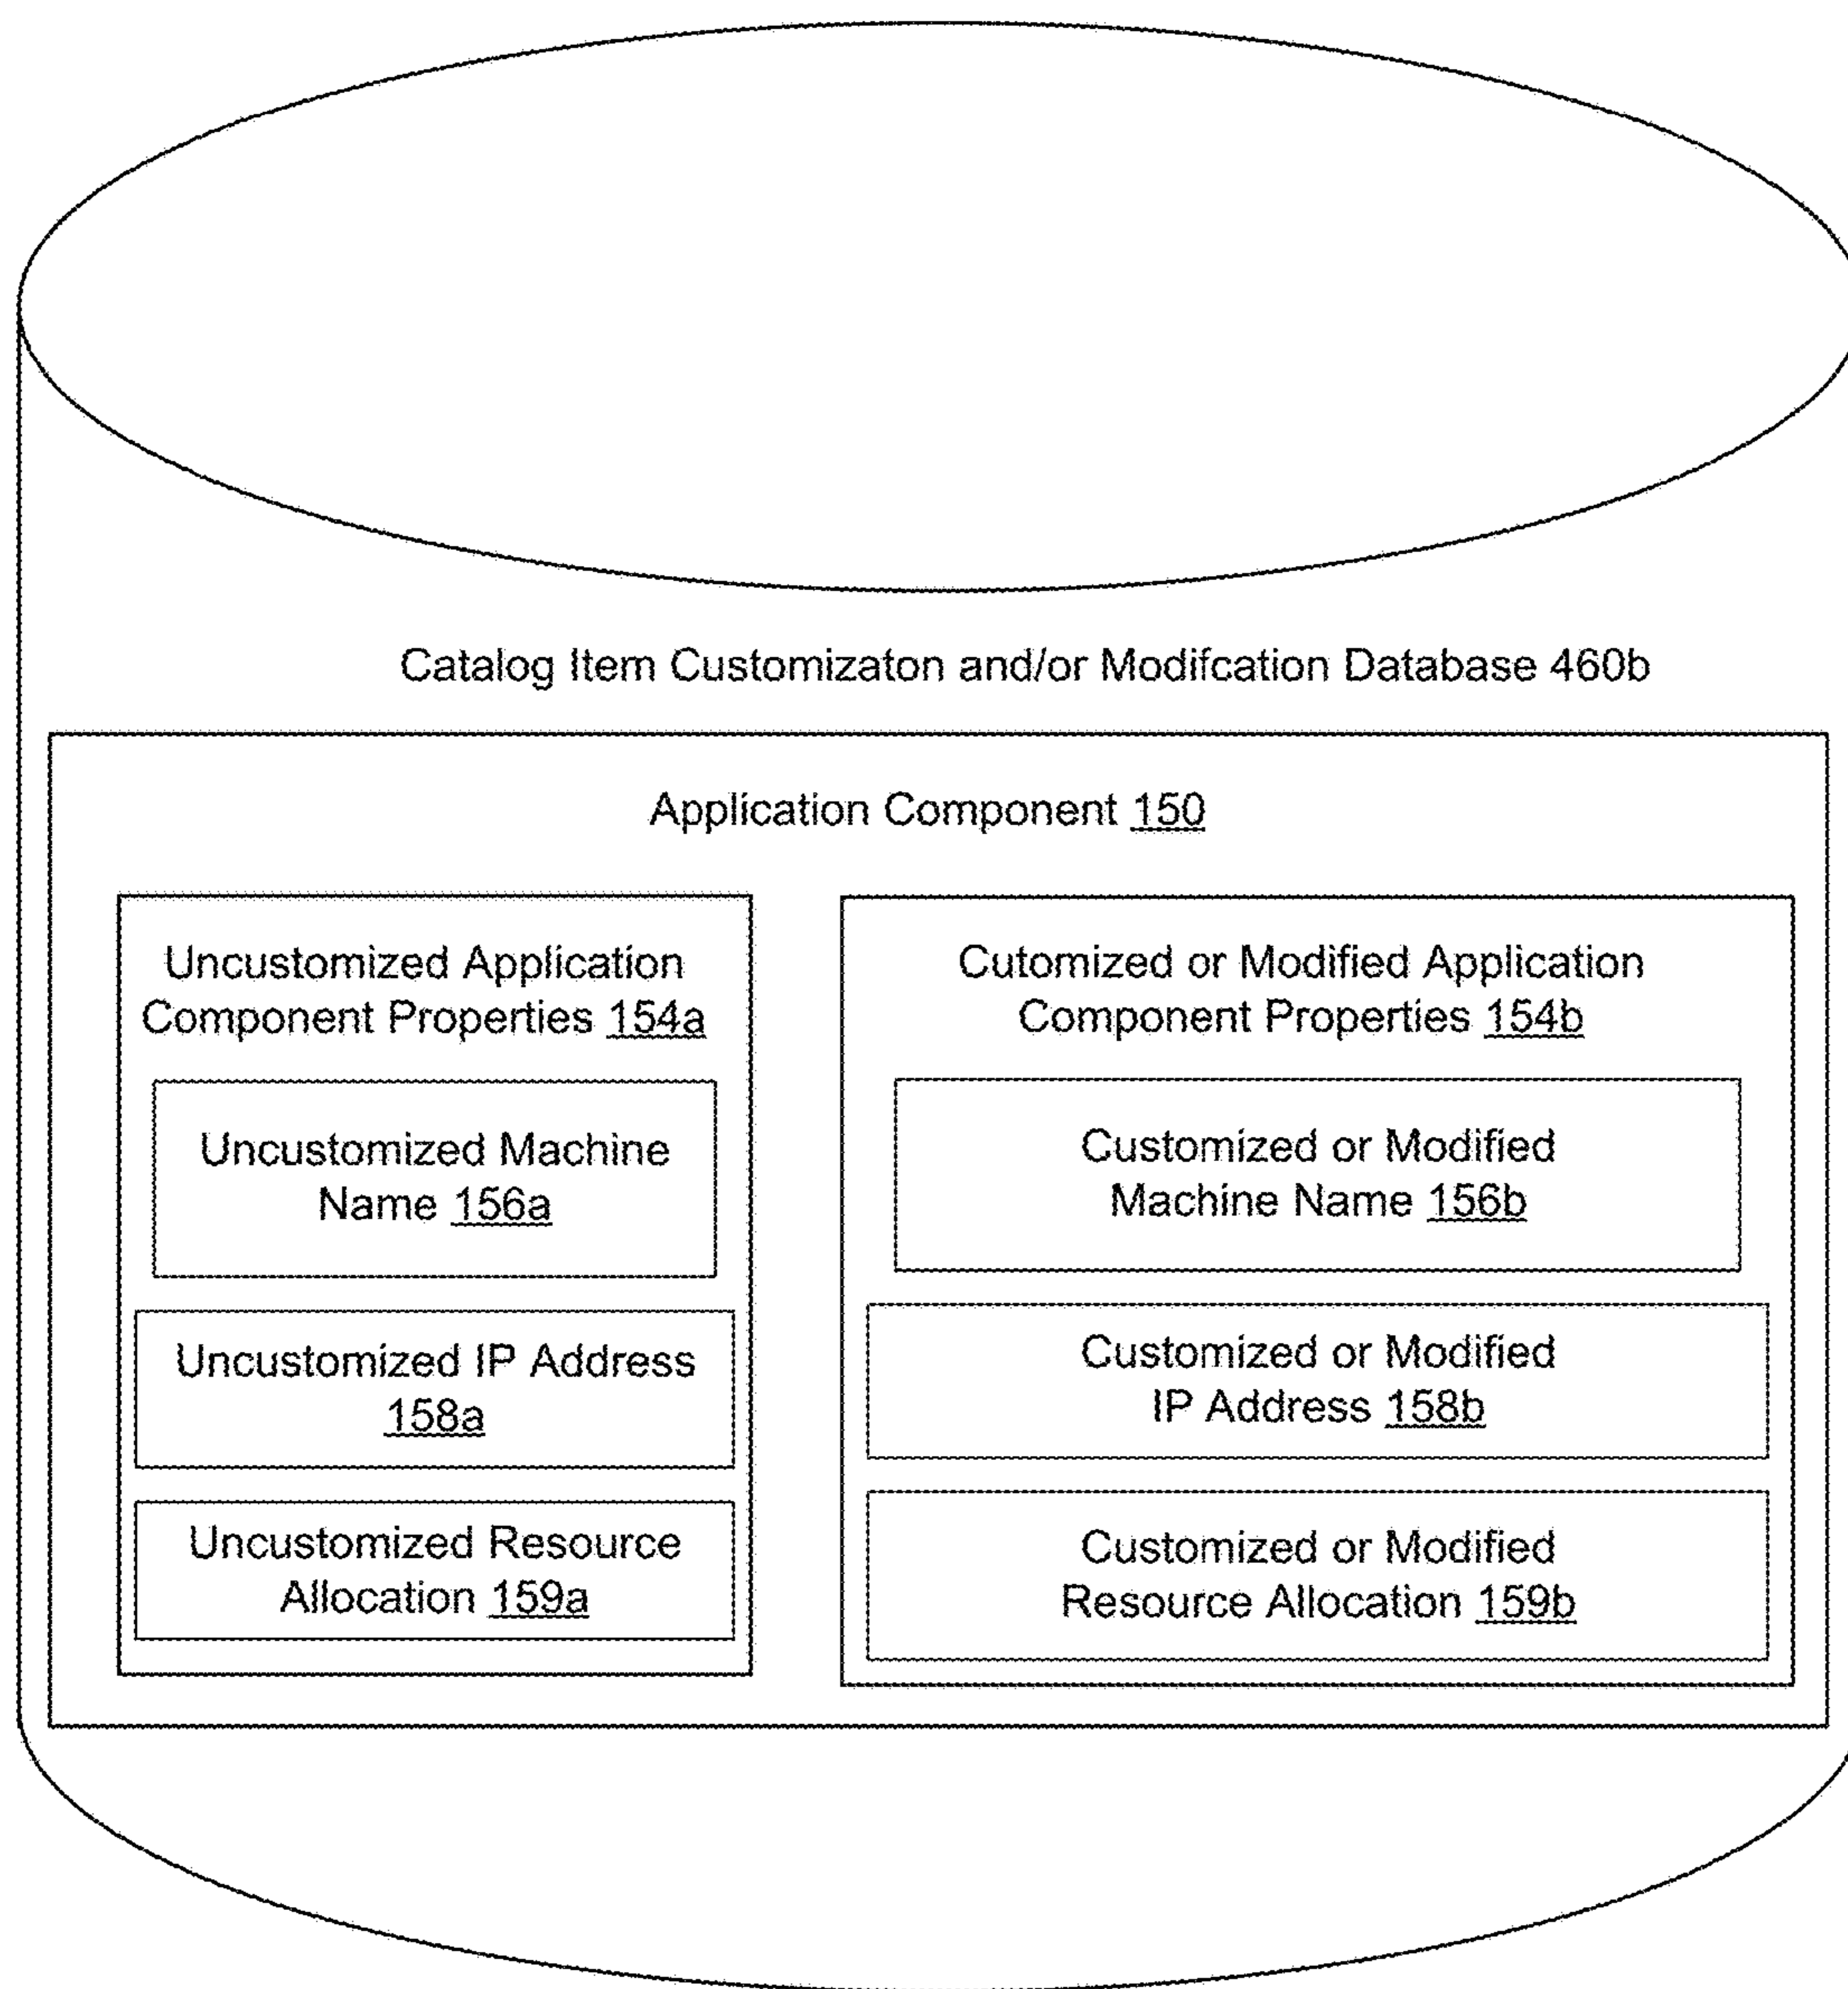 Catalog Item Customizaton and/or Modifcation Database 460b
Application Component 150
Uncustomized Application
Component Properties 154a
Uncustomized Machine
Name 156a
Uncustomized IP Address
158a
Uncustomized Resource
Allocation 159a
Cutomized or Modified Application
Component Properties 154b
Customized or Modified
Machine Name 156b
Customized or Modified
IP Address 158b
Customized or Modified
Resource Allocation 159b